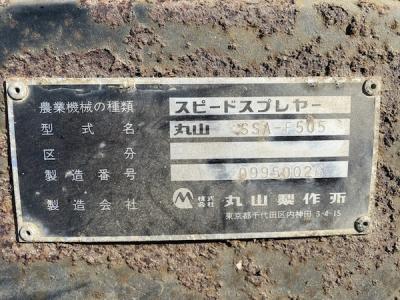 農業機械の種類 スピードスプレヤー
型式名 丸山 SSA-F505
区分
製造番号 0995002
製造会社 株式会社 丸山製作所
東京都千代田区内神田 3-4-15